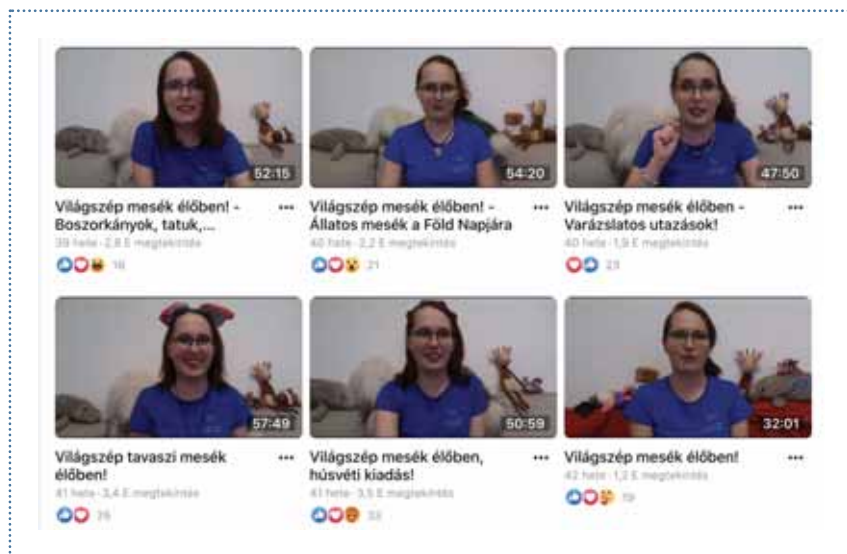 52:15
54:20
47:50
Világszép mesék élőben! -
Boszorkányok, tatuk,...
39 hete · 2,8 E megtekintés
16
Világszép mesék élőben! -
Állatos mesék a Föld Napjára
40 hete · 2,2 E megtekintés
21
Világszép mesék élőben -
Varázslatos utazások!
40 hete · 1,9 E megtekintés
23
57:49
50:59
32:01
Világszép tavaszi mesék
élőben!
41 hete · 3,4 E megtekintés
Világszép mesék élőben,
húsvéti kiadás!
41 hete · 3,5 E megtekintés
Világszép mesék élőben!
42 hete · 1,2 E megtekintés
19